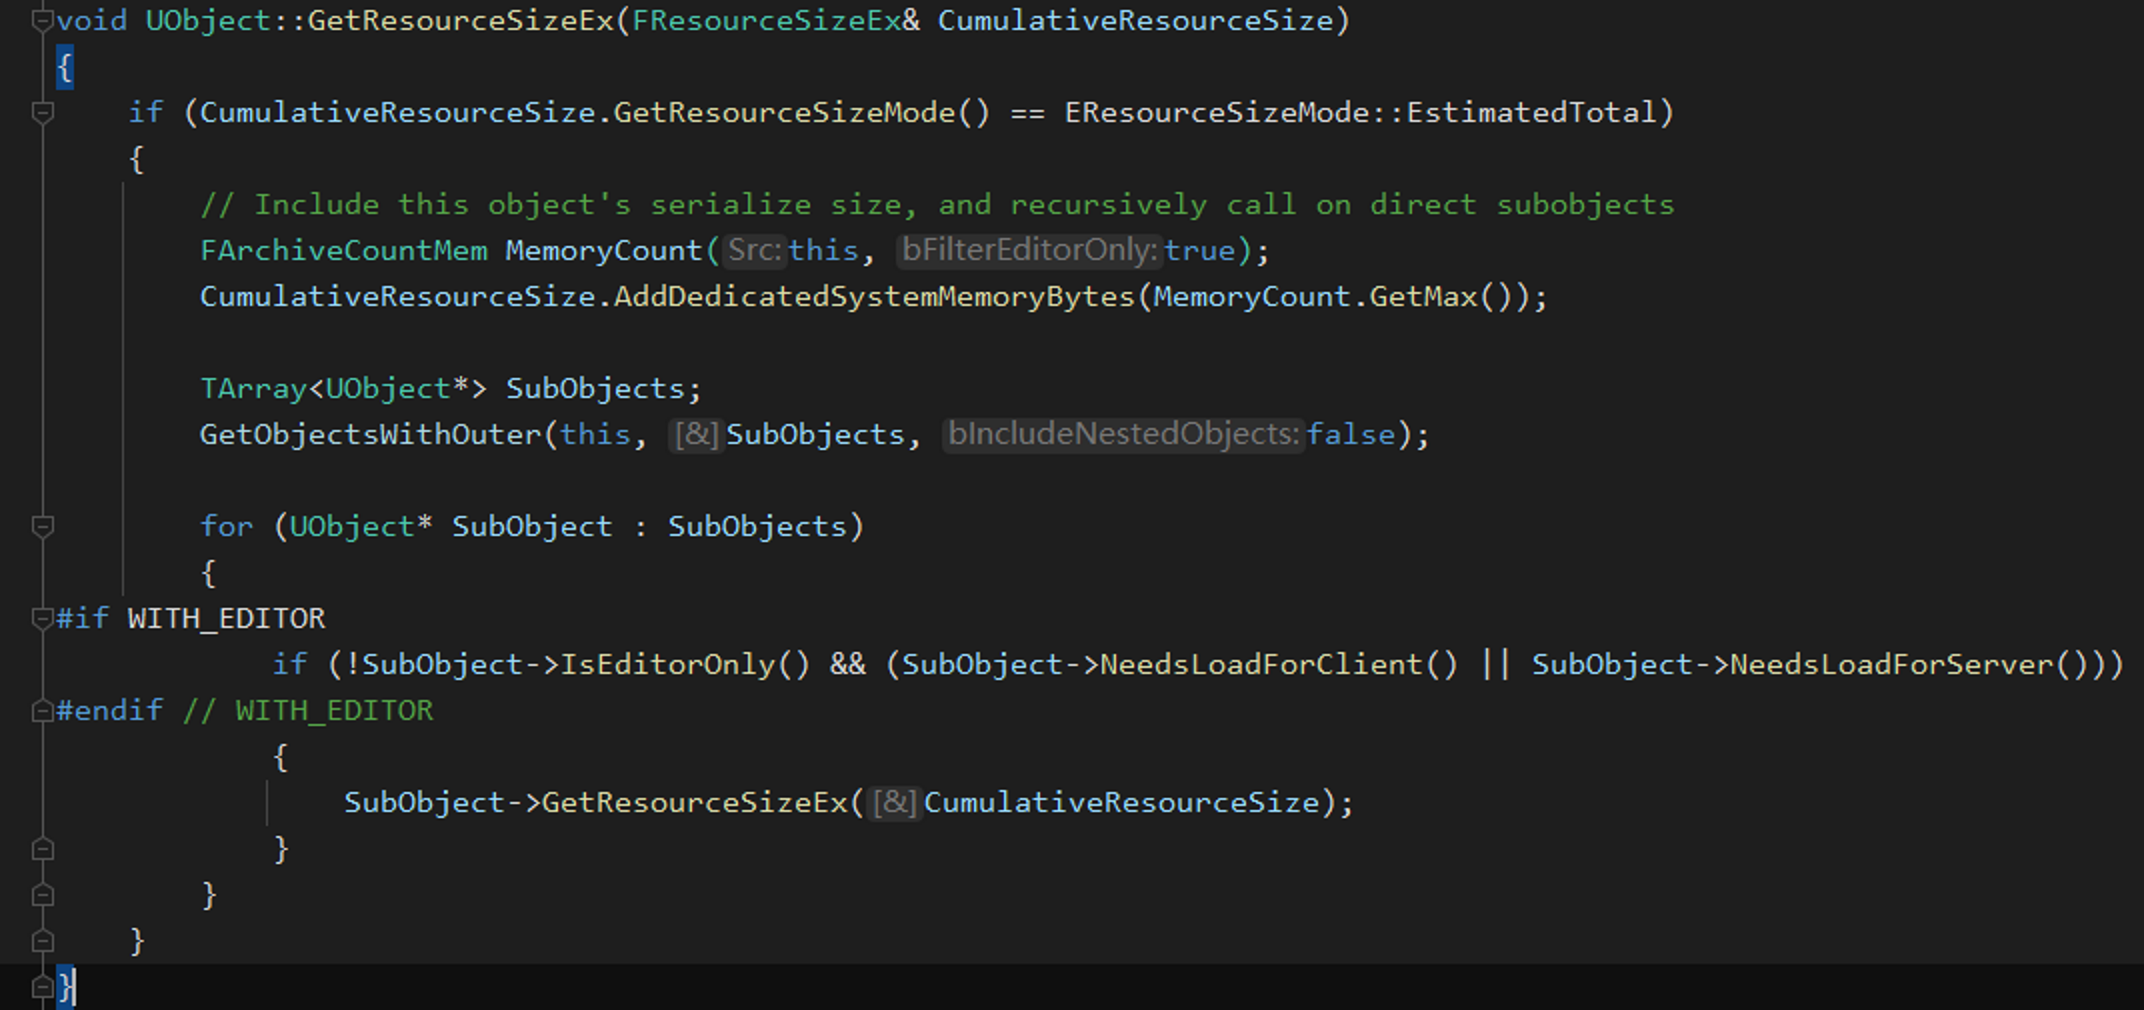 void UObject::GetResourceSizeEx(FResourceSizeEx& CumulativeResourceSize)
{
    if (CumulativeResourceSize.GetResourceSizeMode() == EResourceSizeMode::EstimatedTotal)
    {
        // Include this object's serialize size, and recursively call on direct subobjects
        FArchiveCountMem MemoryCount(Src:this, bFilterEditorOnly:true);
        CumulativeResourceSize.AddDedicatedSystemMemoryBytes(MemoryCount.GetMax());

        TArray<UObject*> SubObjects;
        GetObjectsWithOuter(this, [&]SubObjects, bIncludeNestedObjects:false);

        for (UObject* SubObject : SubObjects)
        {
#if WITH_EDITOR
            if (!SubObject->IsEditorOnly() && (SubObject->NeedsLoadForClient() || SubObject->NeedsLoadForServer()))
#endif // WITH_EDITOR
            {
                SubObject->GetResourceSizeEx([&]CumulativeResourceSize);
            }
        }
    }
}